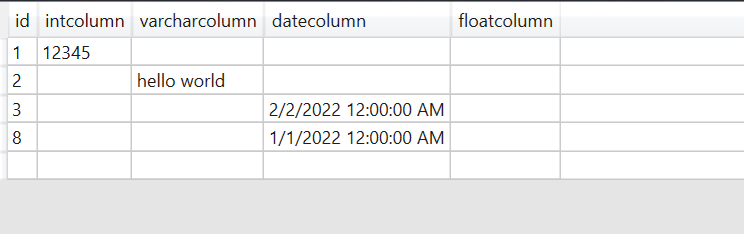 id intcolumn varcharcolumn datecolumn floatcolumn
1 12345
2 hello world
3 2/2/2022 12:00:00 AM
8 1/1/2022 12:00:00 AM